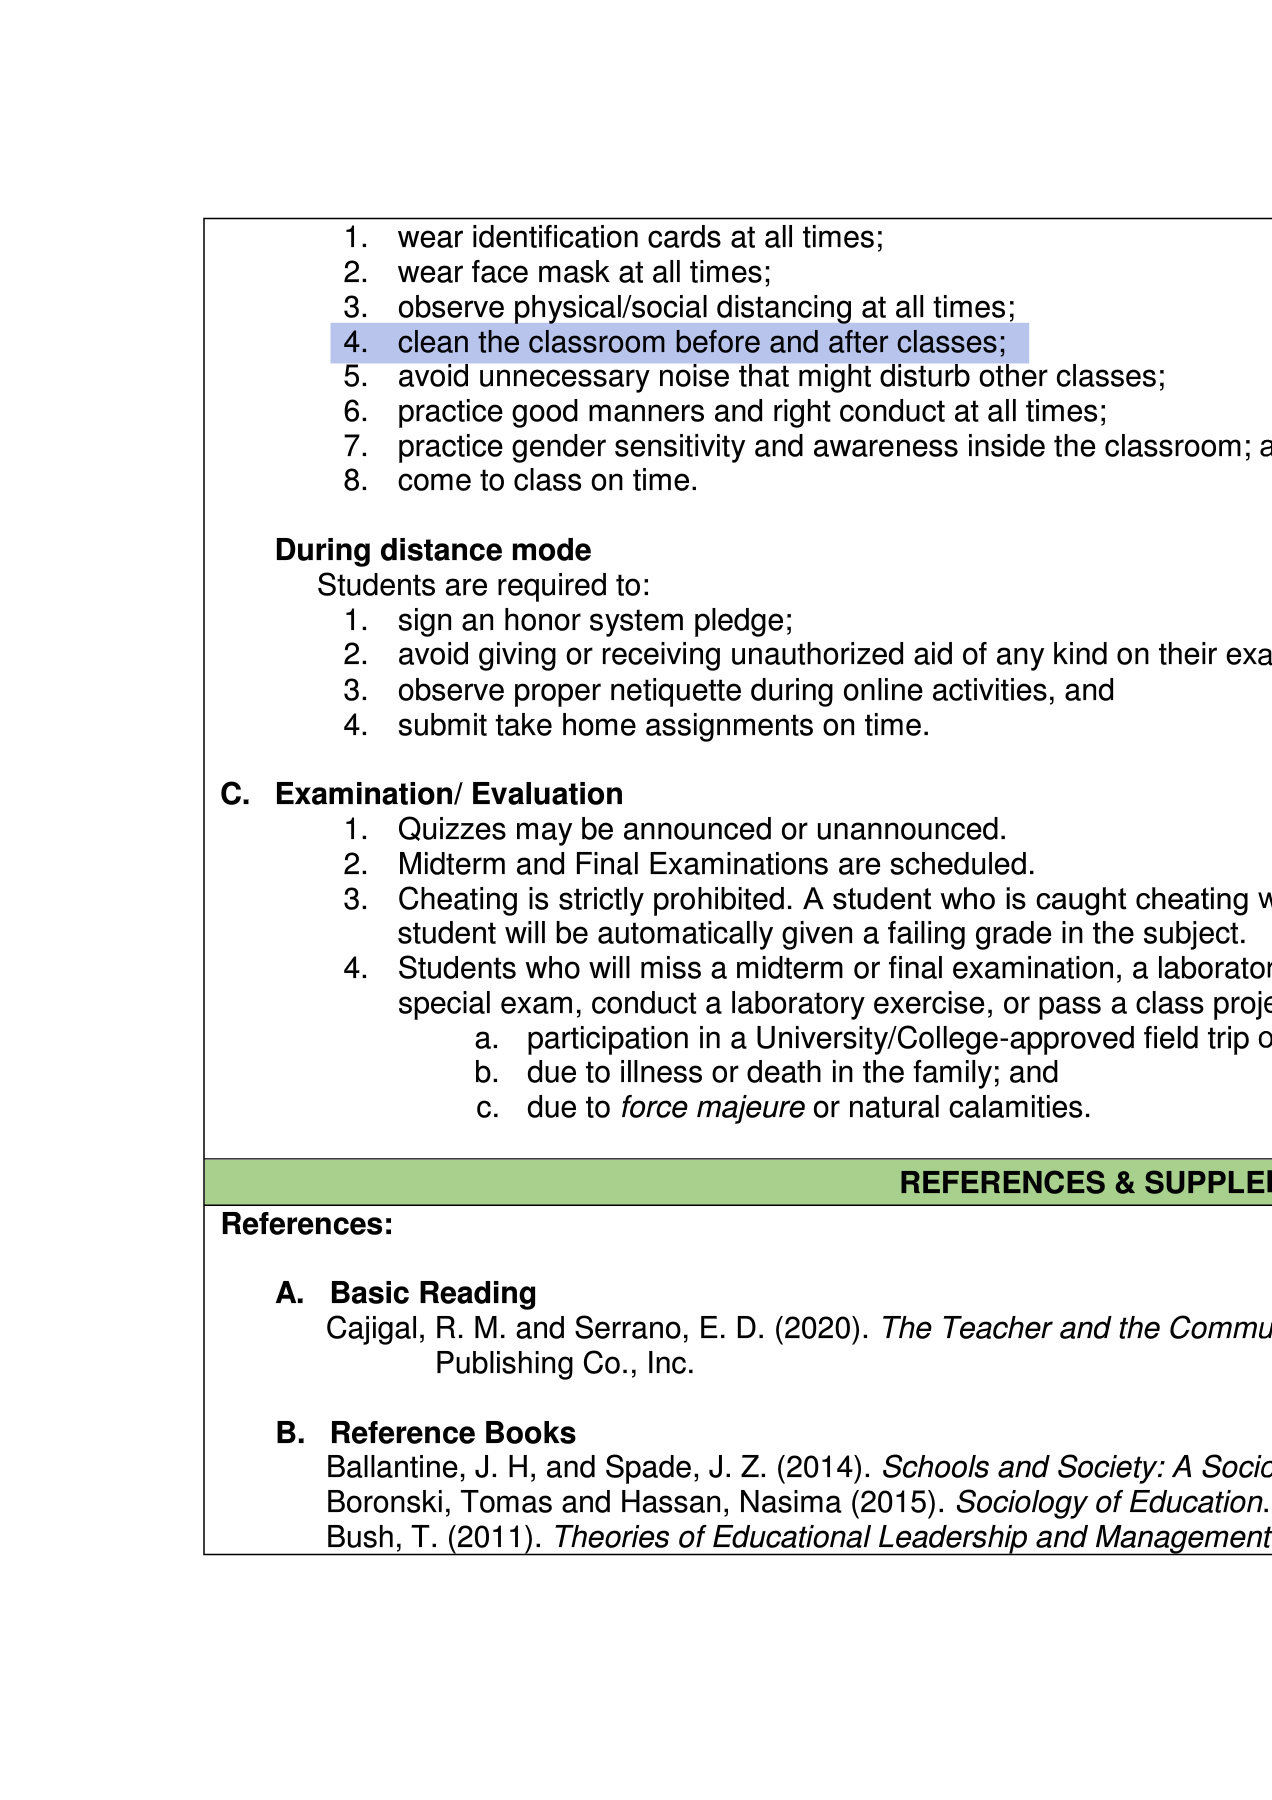 1. wear identification cards at all times;
2. wear face mask at all times;
3. observe physical/social distancing at all times;
4. clean the classroom before and after classes;
5. avoid unnecessary noise that might disturb other classes;
6. practice good manners and right conduct at all times;
7. practice gender sensitivity and awareness inside the classroom; a
8. come to class on time.
During distance mode
Students are required to:
1. sign an honor system pledge;
2. avoid giving or receiving unauthorized aid of any kind on their exa
3. observe proper netiquette during online activities, and
4. submit take home assignments on time.
C. Examination/ Evaluation
1. Quizzes may be announced or unannounced.
2. Midterm and Final Examinations are scheduled.
3. Cheating is strictly prohibited. A student who is caught cheating w
student will be automatically given a failing grade in the subject.
4. Students who will miss a midterm or final examination, a laborator
special exam, conduct a laboratory exercise, or pass a class proje
a. participation in a University/College-approved field trip o
b. due to illness or death in the family; and
c. due to force majeure or natural calamities.
REFERENCES & SUPPLE
References:
A. Basic Reading
Cajigal, R. M. and Serrano, E. D. (2020). The Teacher and the Commu
Publishing Co., Inc.
B. Reference Books
Ballantine, J. H, and Spade, J. Z. (2014). Schools and Society: A Socio
Boronski, Tomas and Hassan, Nasima (2015). Sociology of Education.
Bush, T. (2011). Theories of Educational Leadership and Management